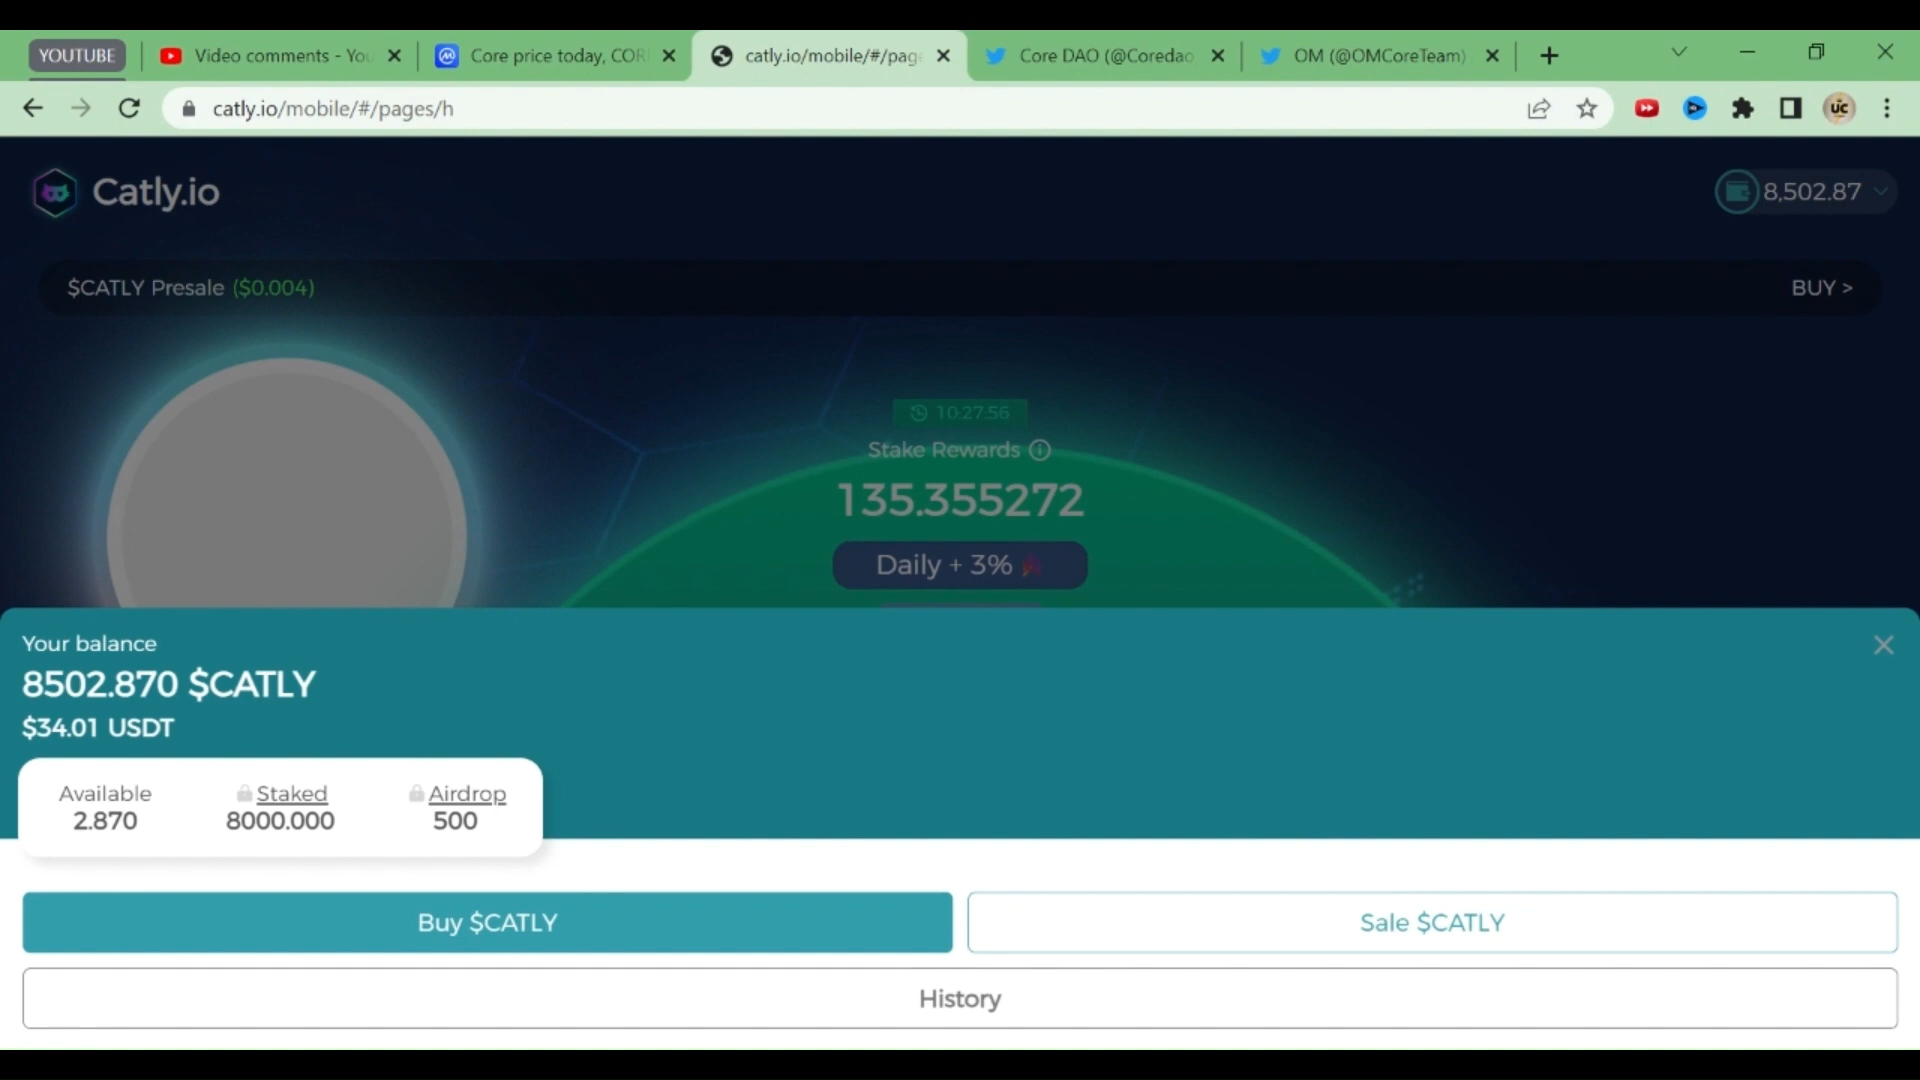 YOUTUBE
Video comments - You
Core price today, COR
catly.io/mobile/#/page
Core DAO (@Coredao
OM (@OMCoreTeam)
catly.io/mobile/#/pages/h
UC
Catly.io
8,502.87
$CATLY Presale ($0.004)
BUY >
10:27:56
Stake Rewards
135.355272
Daily + 3%
Your balance
8502.870 $CATLY
$34.01 USDT
Available
Staked
Airdrop
2.870
8000.000
500
Buy $CATLY
Sale $CATLY
History